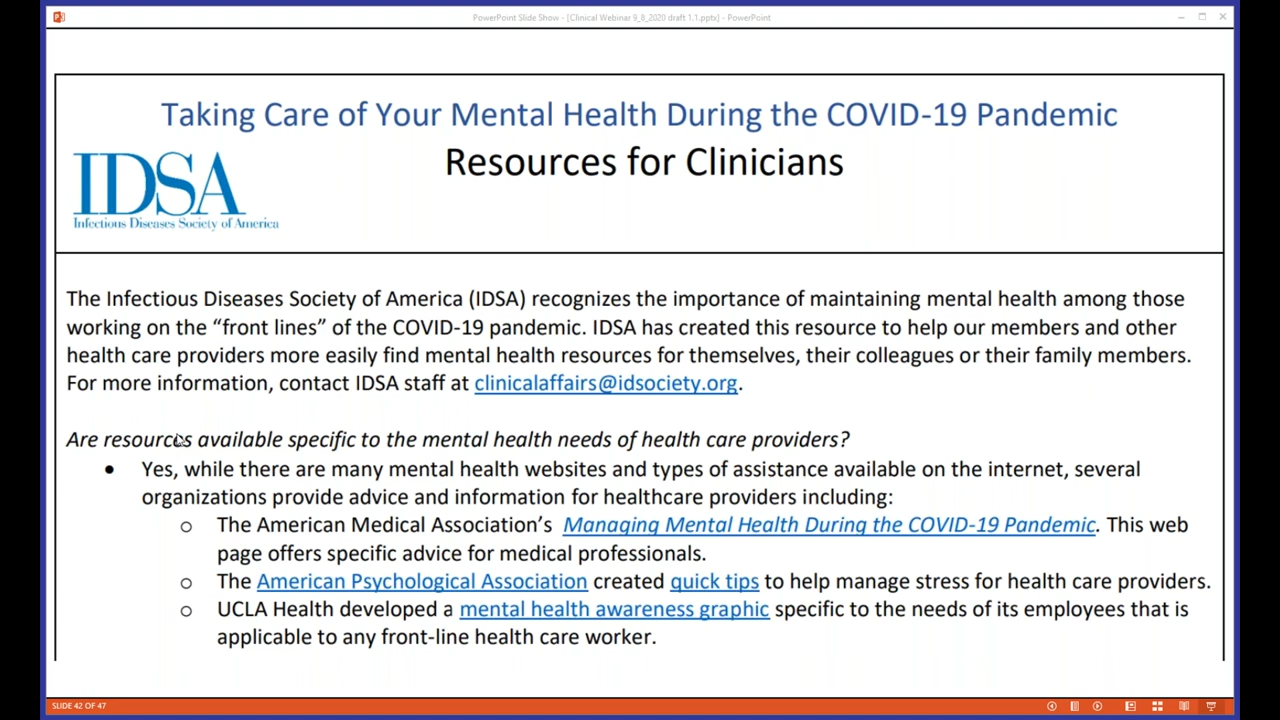 PowerPoint Slide Show - [Clinical Webinar 9_8_2020 draft 1.1.pptx] - PowerPoint
Taking Care of Your Mental Health During the COVID-19 Pandemic
Resources for Clinicians
IDSA
Infectious Diseases Society of America
The Infectious Diseases Society of America (IDSA) recognizes the importance of maintaining mental health among those
working on the “front lines” of the COVID-19 pandemic. IDSA has created this resource to help our members and other
health care providers more easily find mental health resources for themselves, their colleagues or their family members.
For more information, contact IDSA staff at clinicalaffairs@idsociety.org.
Are resources available specific to the mental health needs of health care providers?
• Yes, while there are many mental health websites and types of assistance available on the internet, several
organizations provide advice and information for healthcare providers including:
o The American Medical Association’s Managing Mental Health During the COVID-19 Pandemic. This web
page offers specific advice for medical professionals.
o The American Psychological Association created quick tips to help manage stress for health care providers.
o UCLA Health developed a mental health awareness graphic specific to the needs of its employees that is
applicable to any front-line health care worker.
SLIDE 42 OF 47